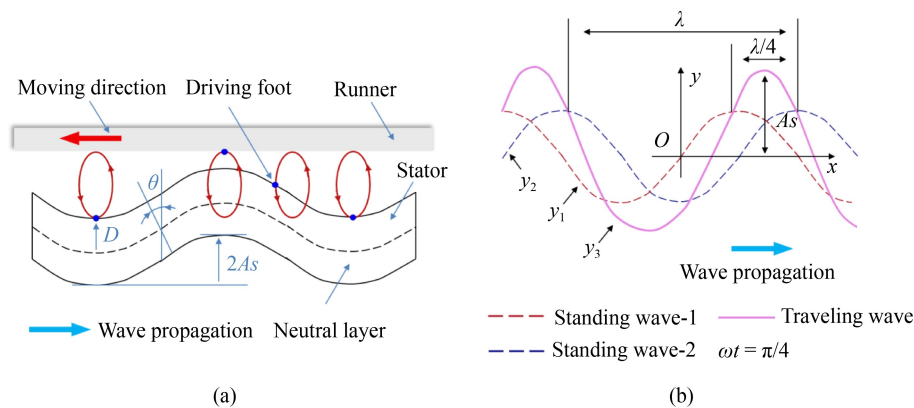 Moving direction
Driving foot
Runner
θ
Stator
D
2As
Wave propagation
Neutral layer
(a)
λ
λ/4
y
As
O
x
y₂
y₁
y₃
Wave propagation
Standing wave-1
Traveling wave
Standing wave-2
ωt = π/4
(b)